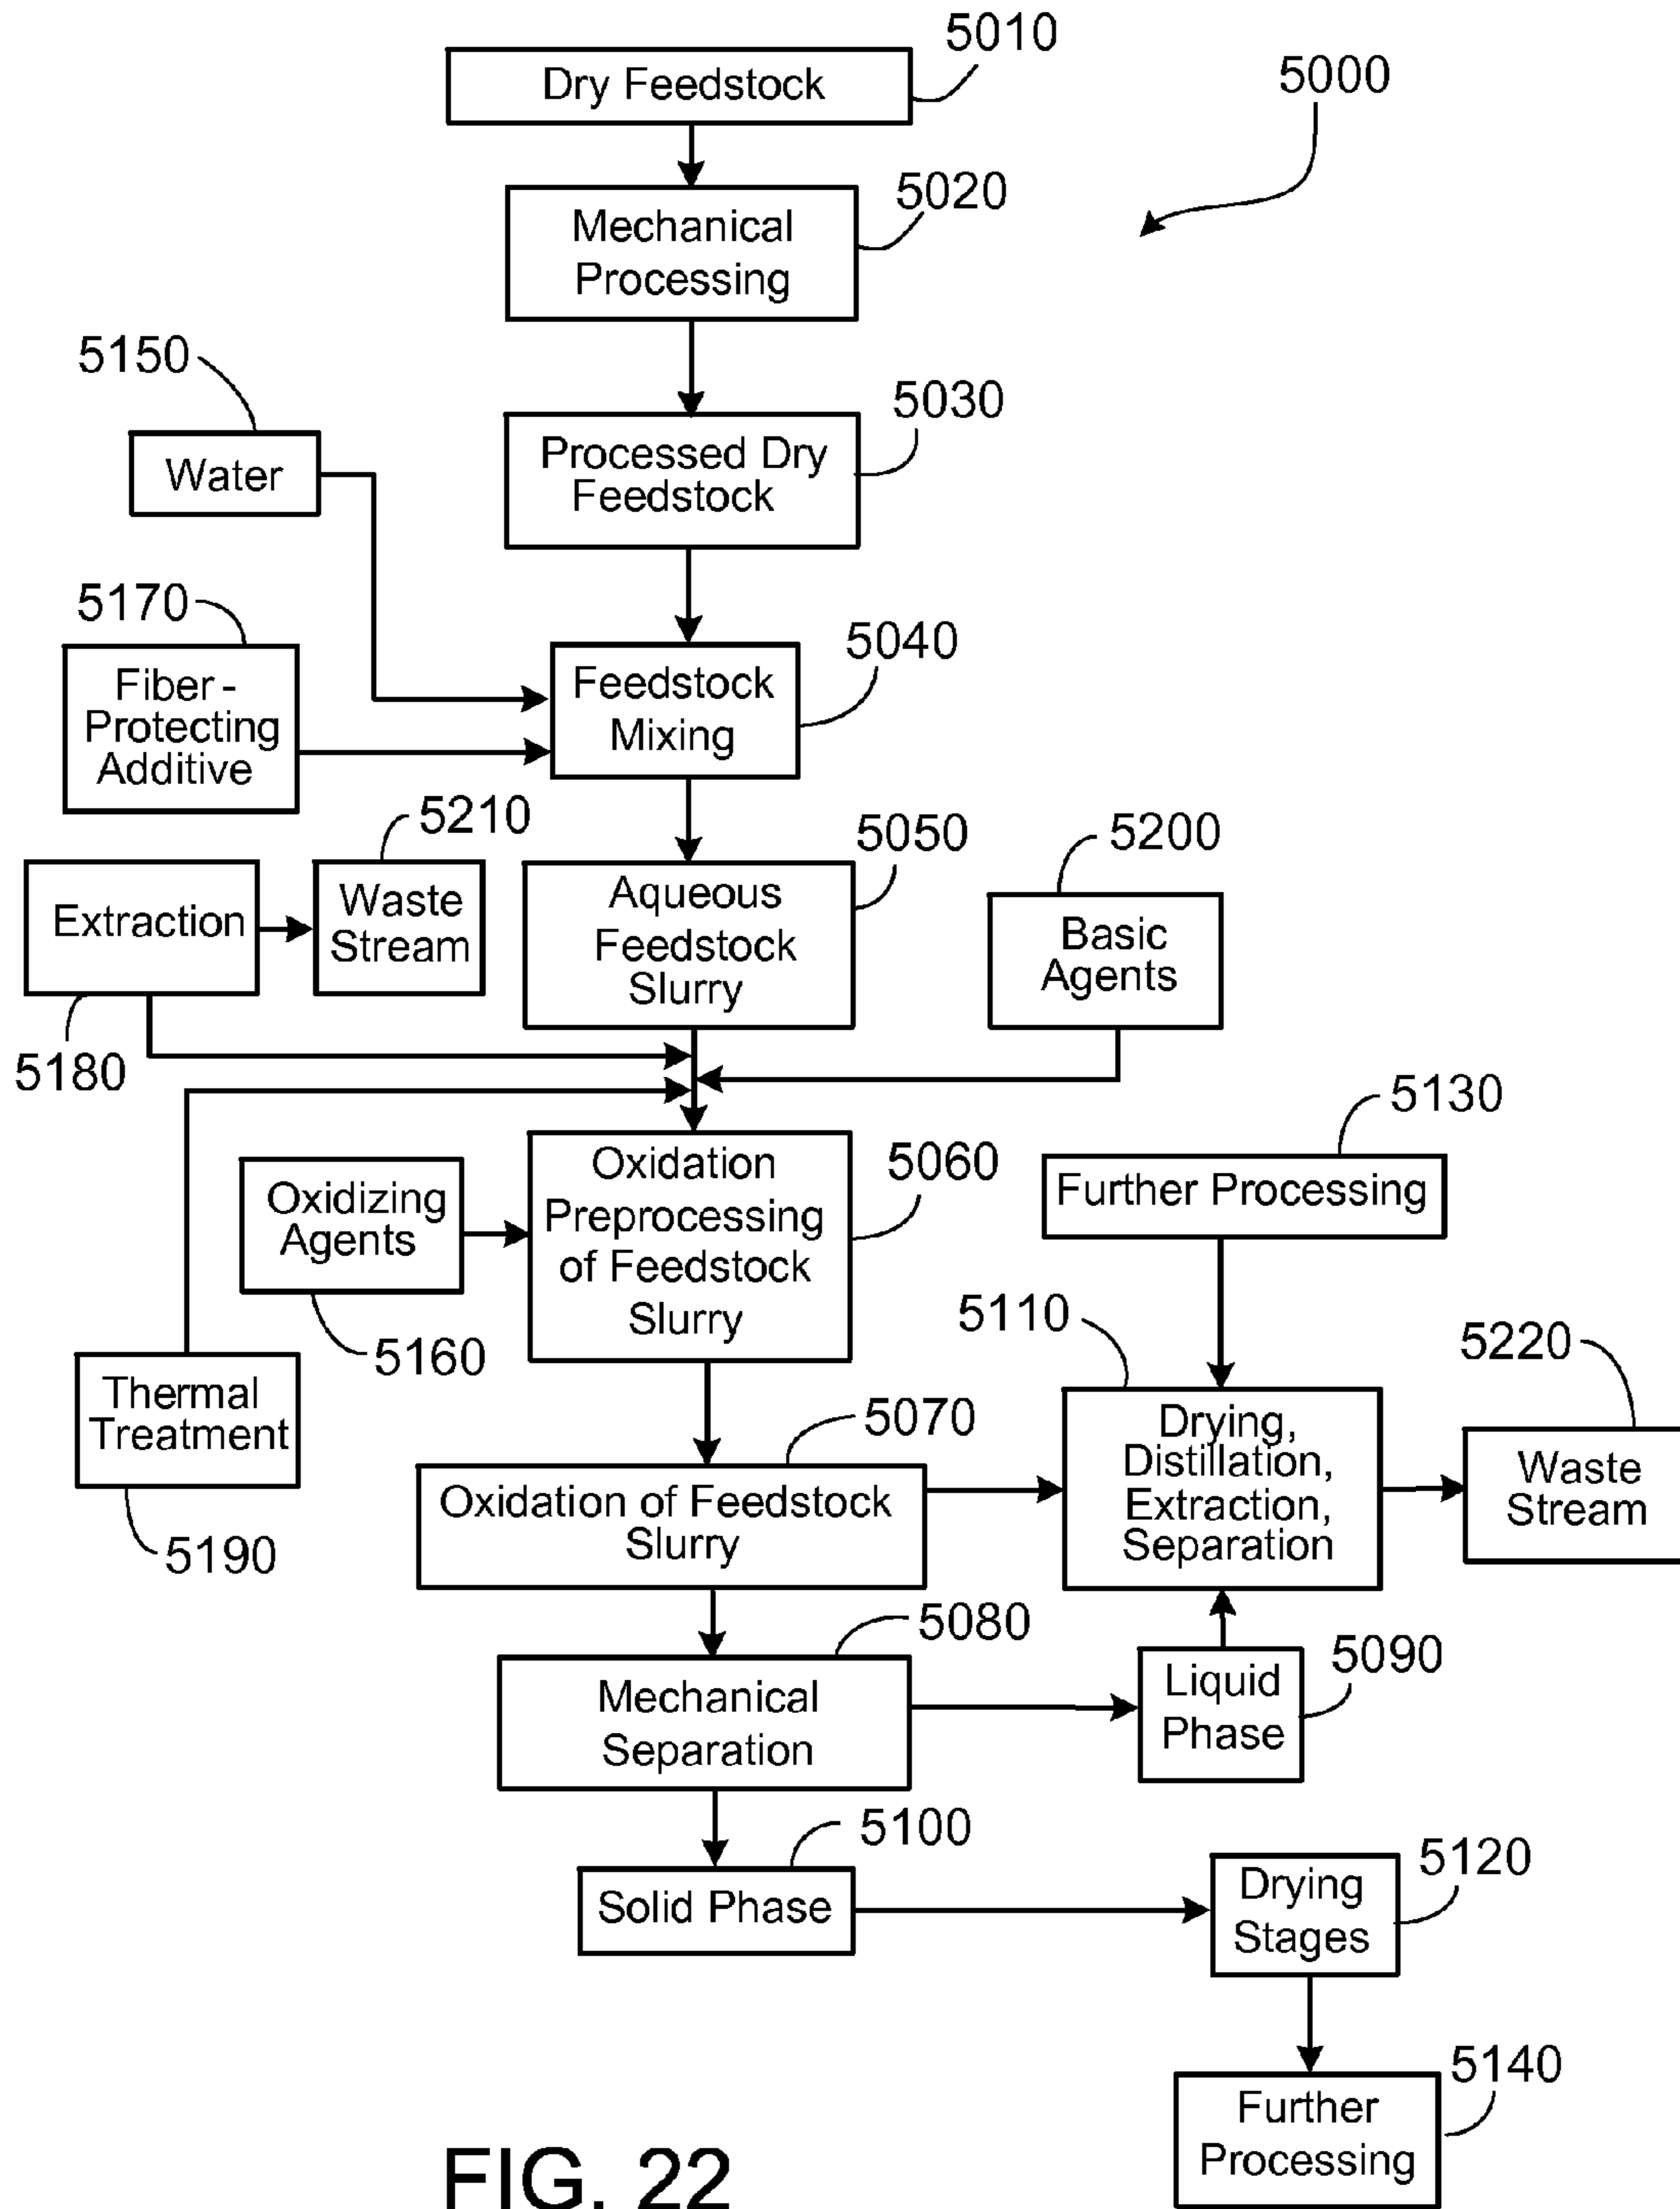 5010
Dry Feedstock
5000
5020
Mechanical
Processing
5150
5030
Water
Processed Dry
Feedstock
5170
5040
Fiber -
Protecting
Additive
Feedstock
Mixing
5210
5050
5200
Extraction
Waste
Stream
Aqueous
Feedstock
Slurry
Basic
Agents
5180
5130
5060
Oxidizing
Agents
Oxidation
Preprocessing
of Feedstock
Slurry
Further Processing
5110
5160
5220
Thermal
Treatment
5070
Drying,
Distillation,
Extraction,
Separation
Waste
Stream
Oxidation of Feedstock
Slurry
5190
5080
5090
Mechanical
Separation
Liquid
Phase
5100
5120
Solid Phase
Drying
Stages
5140
Further
Processing
FIG. 22